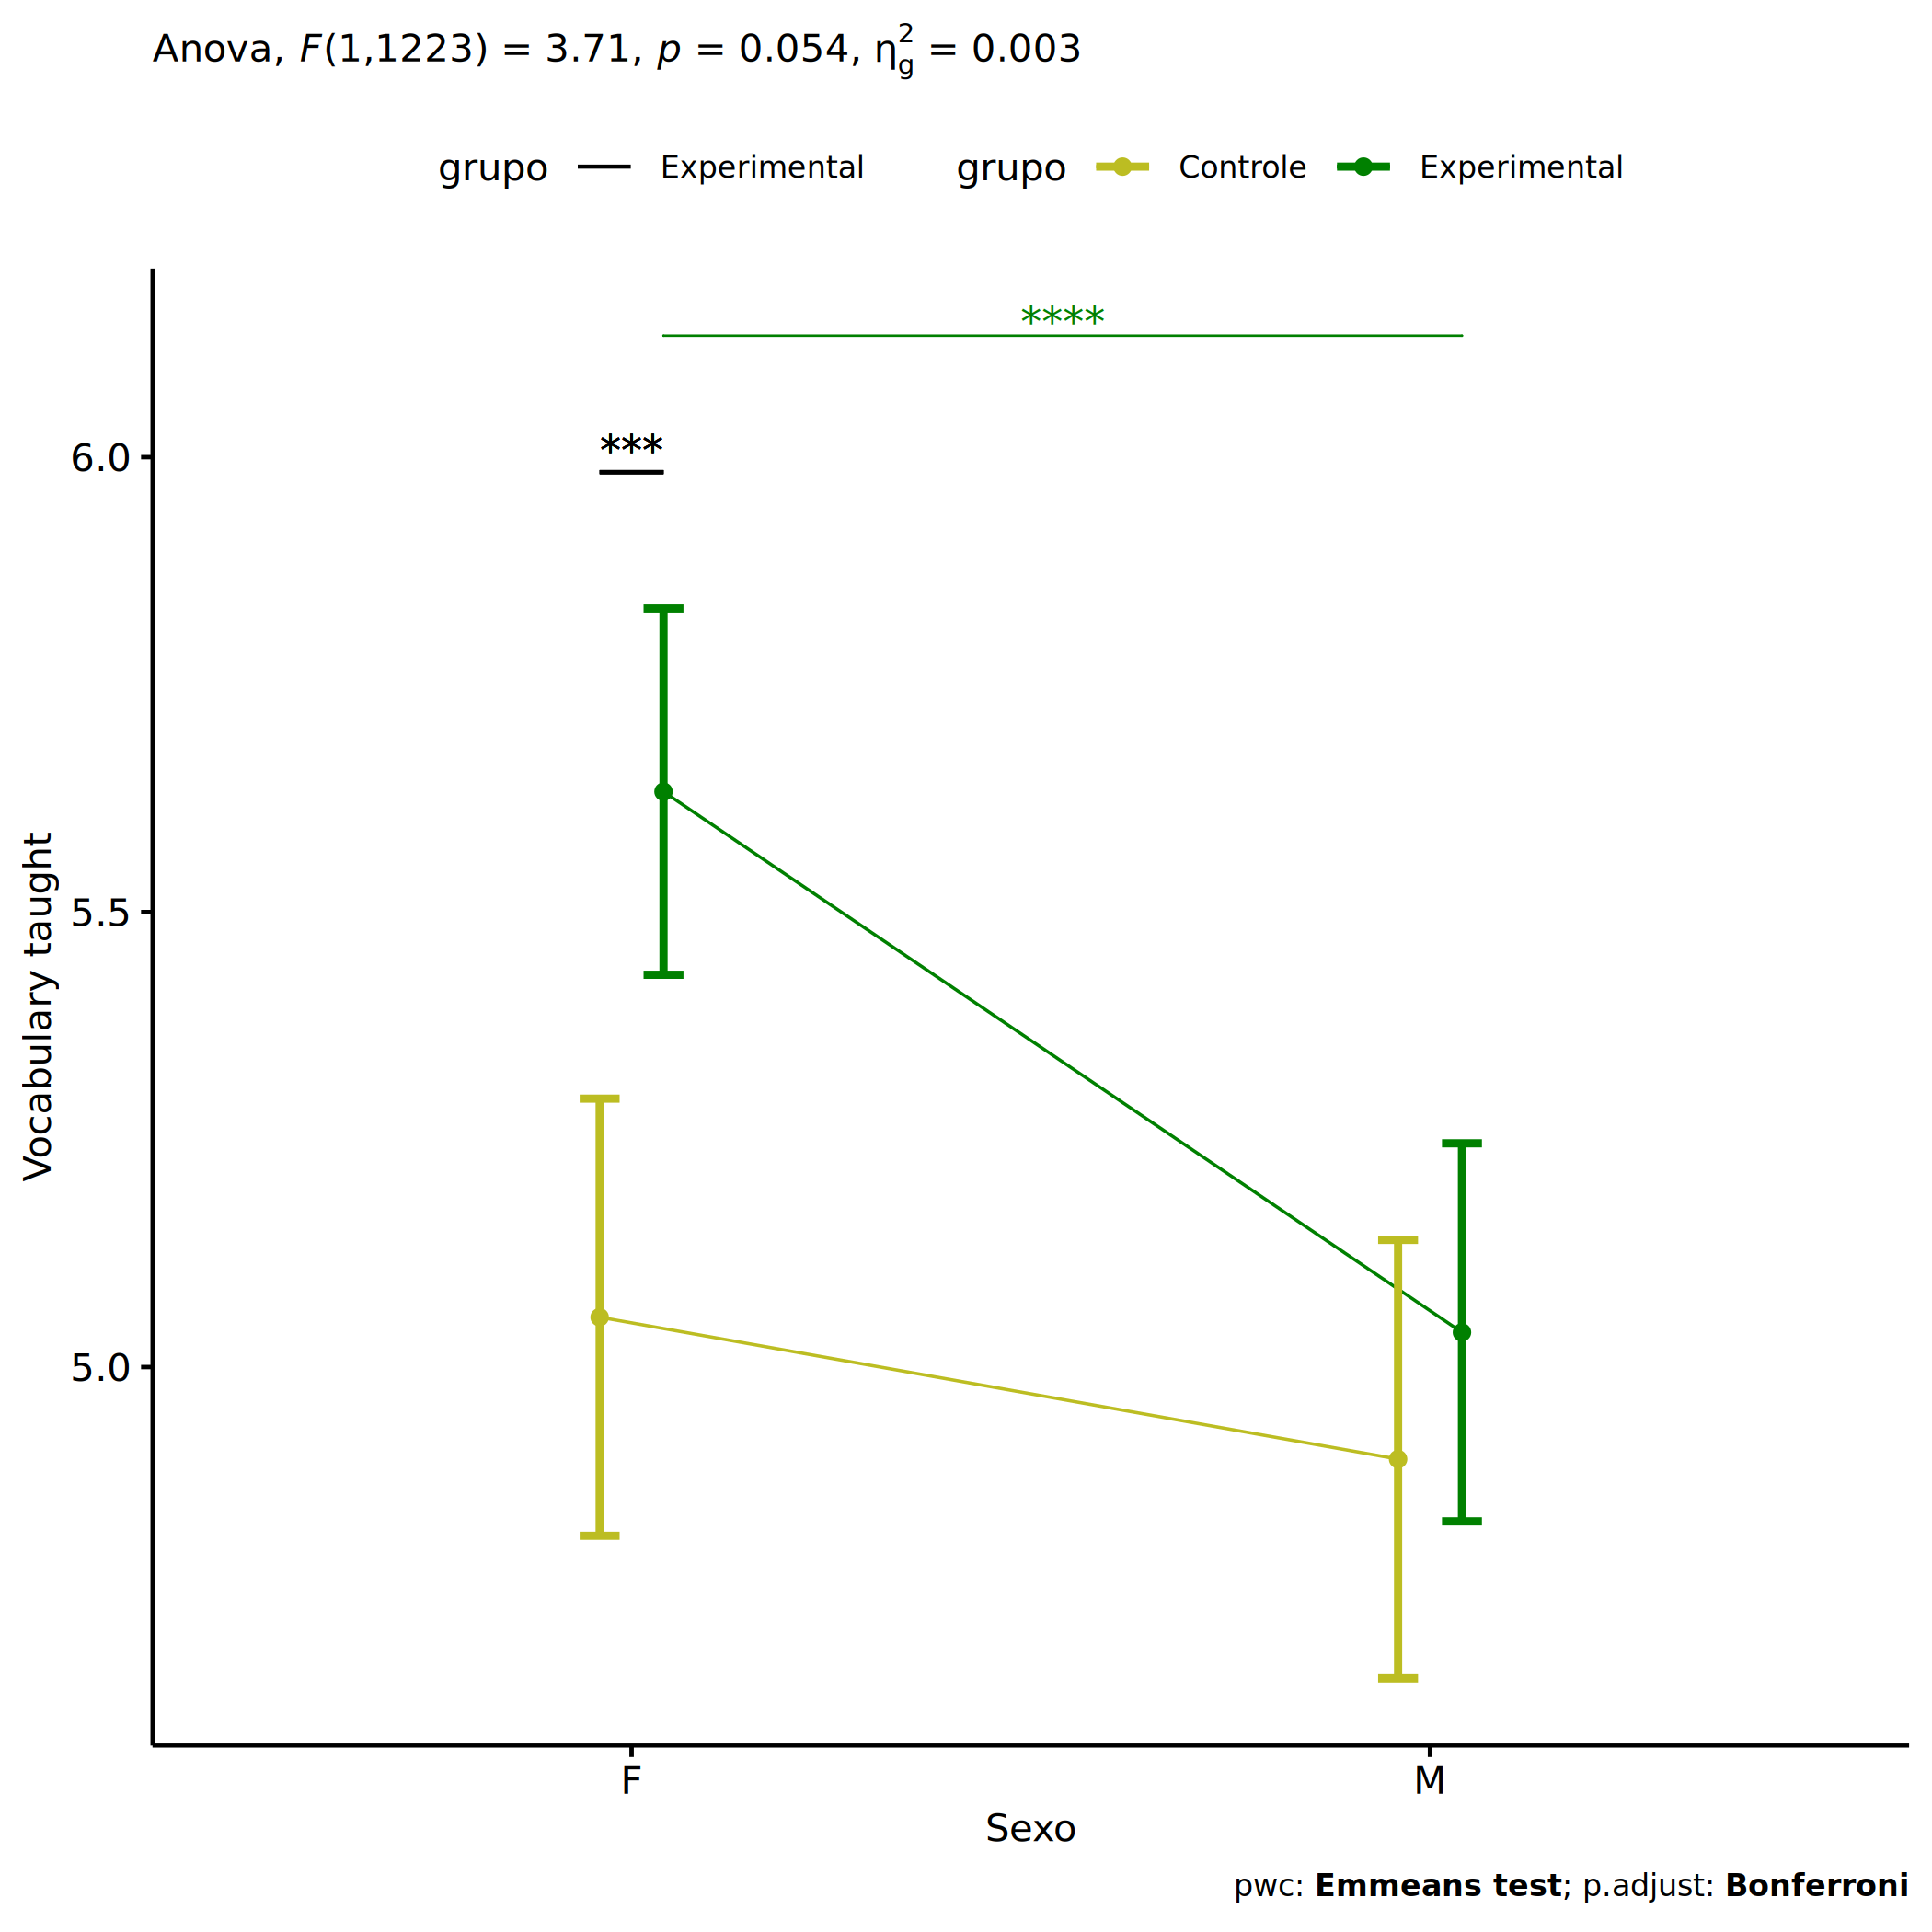 Anova, F(1,1223) = 3.71, p = 0.054, η²g = 0.003
grupo Experimental grupo Controle Experimental
****
***
6.0
5.5
5.0
Vocabulary taught
F M
Sexo
pwc: Emmeans test; p.adjust: Bonferroni